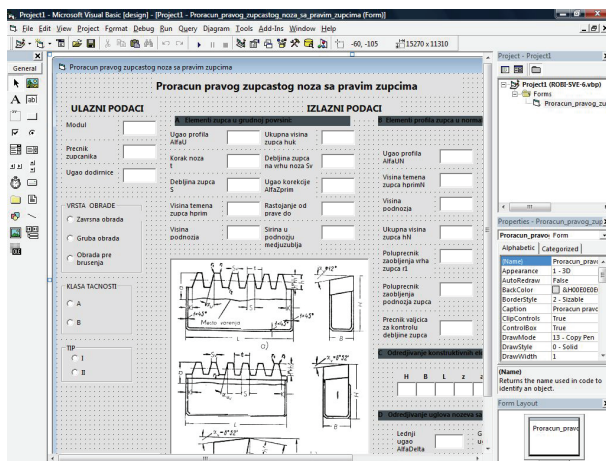 Project1 - Microsoft Visual Basic [design] - [Project1 - Proracun_pravog_zupcastog_noza_sa_pravim_zupcima (Form)]
File Edit View Project Format Debug Run Query Diagram Tools Add-Ins Window Help
-60, -105 15270 x 11310
General
Proracun pravog zupcastog noza sa pravim zupcima
Proracun pravog zupcastog noza sa pravim zupcima
ULAZNI PODACI
IZLAZNI PODACI
Modul
Precnik
zupcanika
Ugao dodirnice
VRSTA OBRADE
Zavrsna obrada
Gruba obrada
Obrada pre
brusenja
KLASA TACNOSTI
A
B
TIP
I
II
A Elementi zupca u grudnoj povrsini:
Ugao profila
AlfaU
Ukupna visina
zupca huk
Korak noza
t
Debljina zupca
na vrhu noza Sv
Debljina zupca
S
Ugao korekcije
AlfaZprim
Visina temena
zupca hprim
Rastojanje od
prave do
Visina
podnozja
Sirina u
podnozju
medjuzublja
B Elementi profila zupca u norma
Ugao profila
AlfaUN
Visina temena
zupca hprimN
Visina
podnozja
Ukupna visina
zupca hN
Poluprecnik
zaobljenja vrha
zupca r1
Poluprecnik
zaobljenja
podnozja zupca
Precnik valjcica
za kontrolu
debljine zupca
C Odredjivanje konstruktivnih
H B L z
D Odredjivanje uglova nozeva sa
Lednji
ugao
AlfaDelta
Mesto varenja
L
a)
B
H
L
B
H
Project - Project1
Project1 (ROBI-SVE-6.vbp)
Forms
Proracun_pravog_zu
Properties - Proracun_pravog_zup
Proracun_pravo Form
Alphabetic Categorized
(Name) Proracun_pravo
Appearance 1 - 3D
AutoRedraw False
BackColor &H00E0E0E
BorderStyle 2 - Sizable
Caption Proracun pravo
ClipControls True
ControlBox True
DrawMode 13 - Copy Pen
DrawStyle 0 - Solid
DrawWidth 1
(Name)
Returns the name used in code to
identify an object.
Form Layout
Proracun_pravo